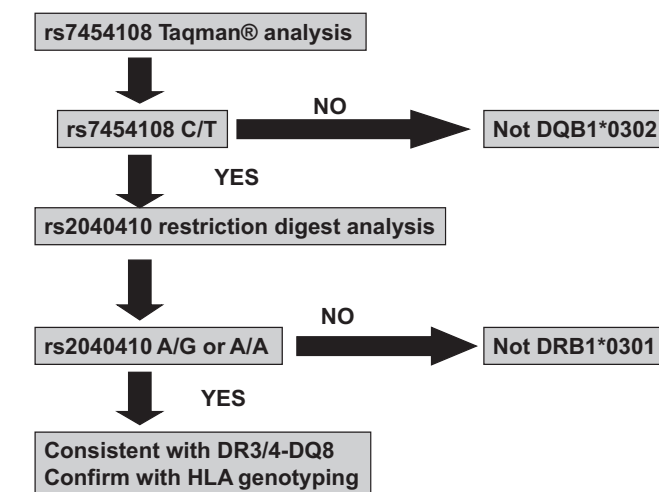 rs7454108 Taqman® analysis
NO
rs7454108 C/T
Not DQB1*0302
YES
rs2040410 restriction digest analysis
NO
rs2040410 A/G or A/A
Not DRB1*0301
YES
Consistent with DR3/4-DQ8
Confirm with HLA genotyping